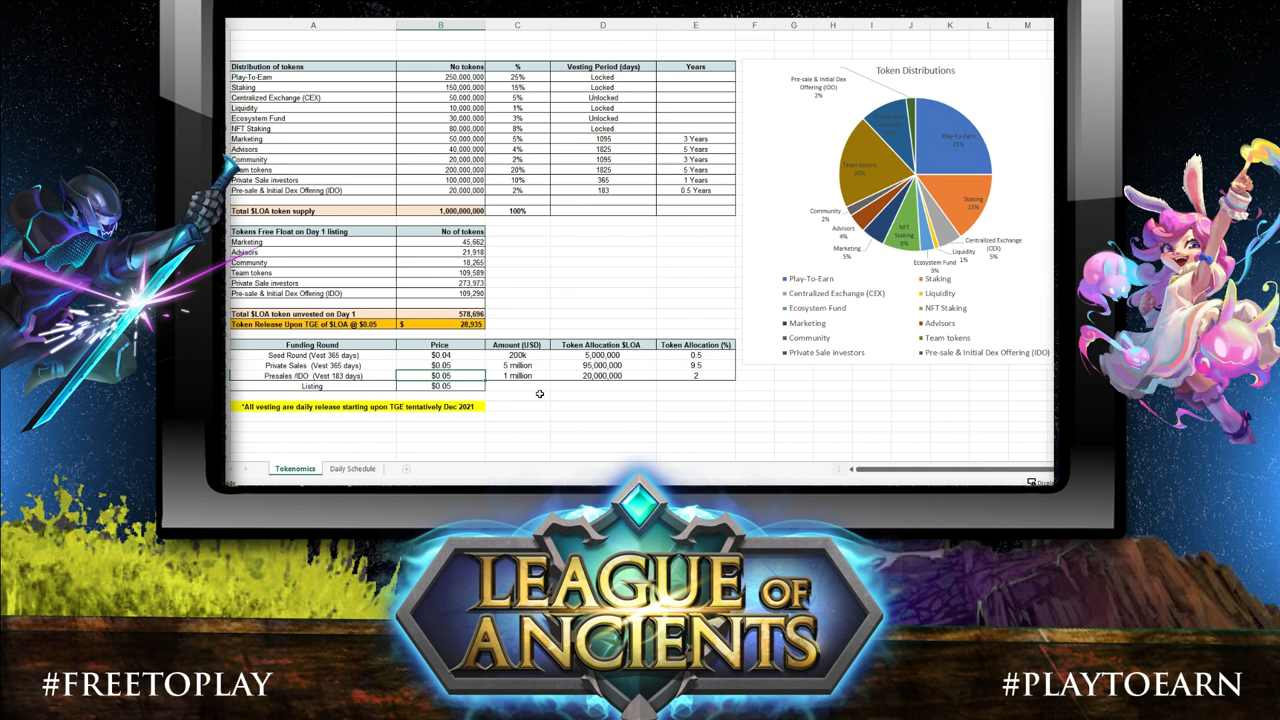 A B C D E F G H I J K L M
Distribution of tokens No tokens % Vesting Period (days) Years
Play-To-Earn 250,000,000 25% Locked
Staking 150,000,000 15% Locked
Centralized Exchange (CEX) 50,000,000 5% Unlocked
Liquidity 10,000,000 1% Locked
Ecosystem Fund 30,000,000 3% Unlocked
NFT Staking 80,000,000 8% Locked
Marketing 50,000,000 5% 1095 3 Years
Advisors 40,000,000 4% 1825 5 Years
Community 20,000,000 2% 1095 3 Years
tokens 200,000,000 20% 1825 5 Years
Private Sale investors 100,000,000 10% 365 1 Years
Pre-sale & Initial Dex Offering (IDO) 20,000,000 2% 183 0.5 Years
Total $LOA token supply 1,000,000,000 100%
Tokens Free Float on Day 1 listing No of tokens
Marketing 45,662
Advisors 21,918
Community 18,265
Team tokens 109,589
Private Sale investors 273,973
Pre-sale & Initial Dex Offering (IDO) 109,290
Total $LOA token unvested on Day 1 578,696
Token Release Upon TGE of $LOA @ $0.05 $ 28,935
Funding Round Price Amount (USD) Token Allocation $LOA Token Allocation (%)
Seed Round (Vest 365 days) $0.04 200k 5,000,000 0.5
Private Sales (Vest 365 days) $0.05 5 million 95,000,000 9.5
Presales /IDO (Vest 183 days) $0.05 1 million 20,000,000 2
Listing $0.05
*All vesting are daily release starting upon TGE tentatively Dec 2021
Tokenomics Daily Schedule
Token Distributions
Pre-sale & Initial Dex
Offering (IDO)
2%
Play-To-Earn
25%
Team tokens
20%
Staking
15%
Community
2%
Advisors
4%
Marketing
5%
NFT
Staking
8%
Ecosystem Fund
3%
Liquidity
1%
Centralized Exchange
(CEX)
5%
Play-To-Earn Staking
Centralized Exchange (CEX) Liquidity
Ecosystem Fund NFT Staking
Marketing Advisors
Community Team tokens
Private Sale investors Pre-sale & Initial Dex Offering (IDO)
LEAGUE OF
ANCIENTS
#FREETOPLAY
#PLAYTOEARN